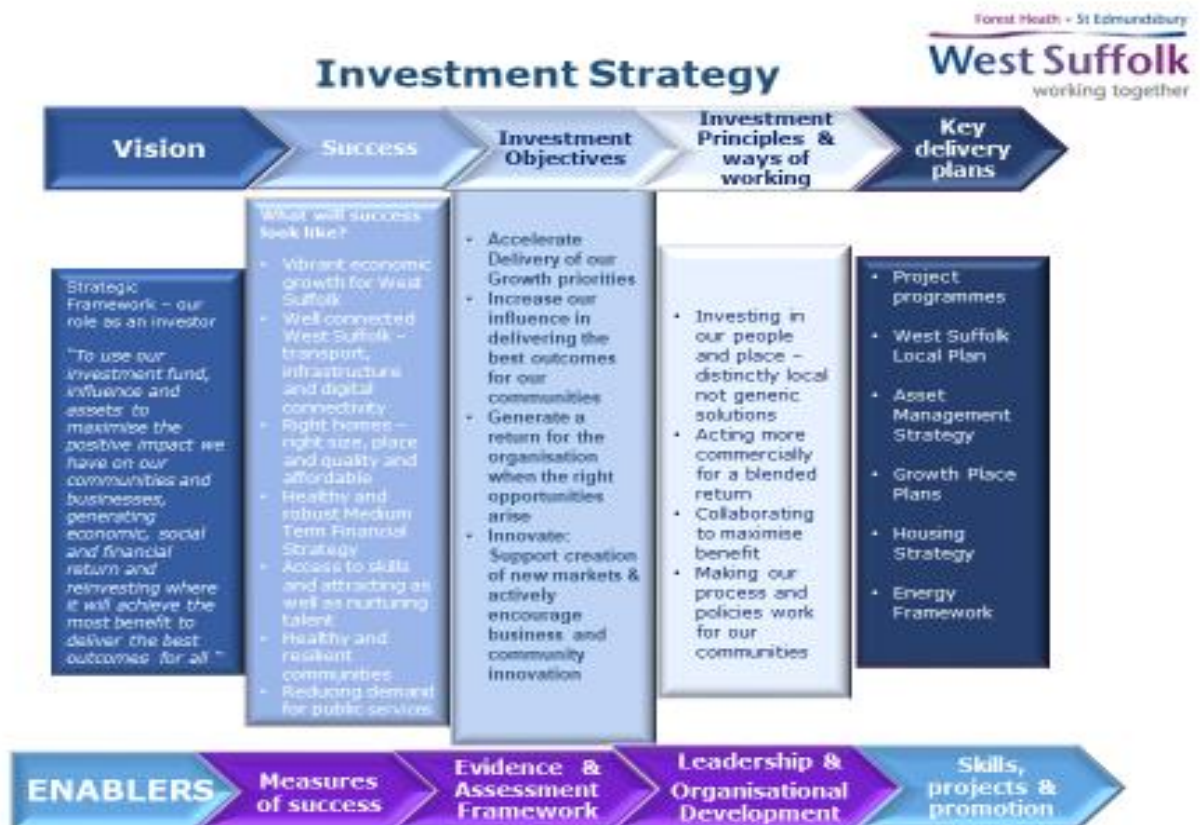 Forest Heath • St Edmundsbury
West Suffolk
working together
Investment Strategy
Vision
Success
Investment
Objectives
Investment
Principles &
ways of
working
Key
delivery
plans
Strategic
Framework – our
role as an investor
"To use our
investment fund,
influence and
assets to
maximise the
positive impact we
have on our
communities and
businesses,
generating
economic, social
and financial
return and
reinvesting where
it will achieve the
most benefit to
deliver the best
outcomes for all "
What will success
look like?
• Vibrant economic
growth for West
Suffolk
• Well connected
West Suffolk –
transport,
infrastructure
and digital
connectivity
• Right homes –
right size, place
and quality and
affordable
• Healthy and
robust Medium
Term Financial
Strategy
• Access to skills
and attracting as
well as nurturing
talent
• Healthy and
resilient
communities
• Reducing demand
for public services
• Accelerate
Delivery of our
Growth priorities
• Increase our
influence in
delivering the
best outcomes
for our
communities
• Generate a
return for the
organisation
when the right
opportunities
arise
• Innovate:
Support creation
of new markets &
actively
encourage
business and
community
innovation
• Investing in
our people
and place –
distinctly local
not generic
solutions
• Acting more
commercially
for a blended
return
• Collaborating
to maximise
benefit
• Making our
process and
policies work
for our
communities
• Project
programmes
• West Suffolk
Local Plan
• Asset
Management
Strategy
• Growth Place
Plans
• Housing
Strategy
• Energy
Framework
ENABLERS
Measures
of success
Evidence &
Assessment
Framework
Leadership &
Organisational
Development
Skills,
projects &
promotion